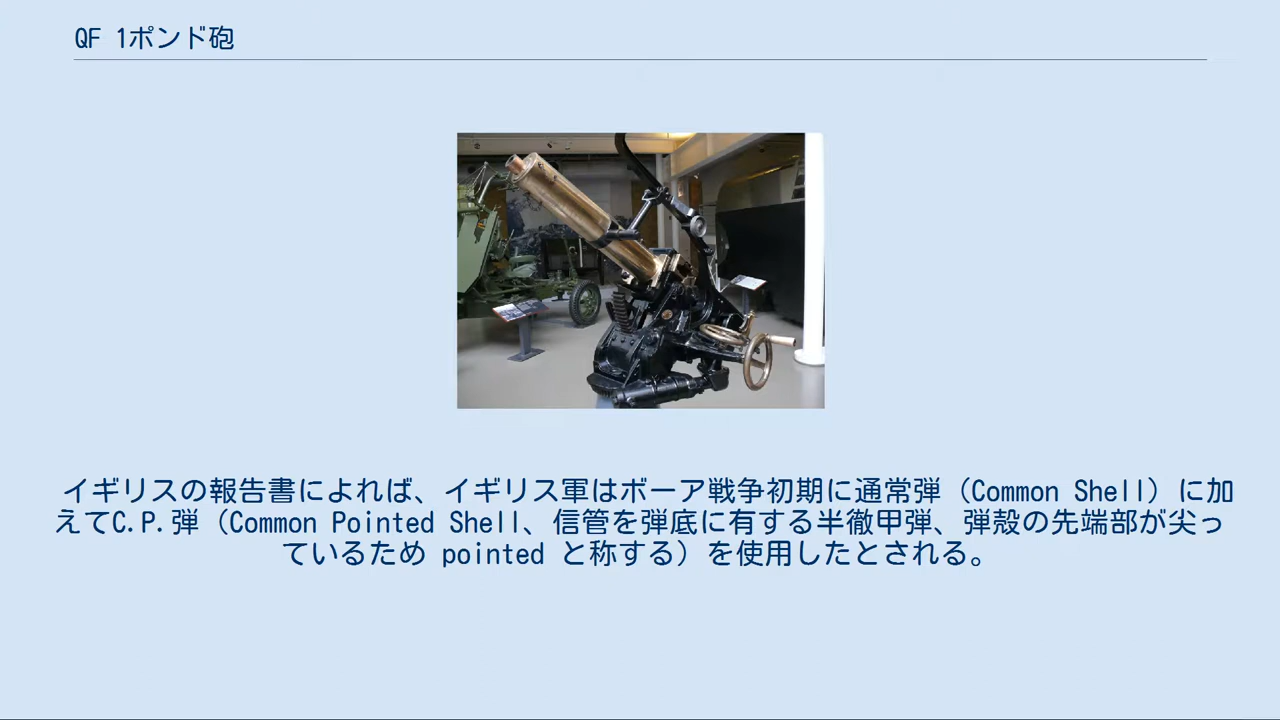 QF 1ポンド砲
イギリスの報告書によれば、イギリス軍はボーア戦争初期に通常弾（Common Shell）に加
えてC.P.弾（Common Pointed Shell、信管を弾底に有する半徹甲弾、弾殻の先端部が尖っ
ているため pointed と称する）を使用したとされる。